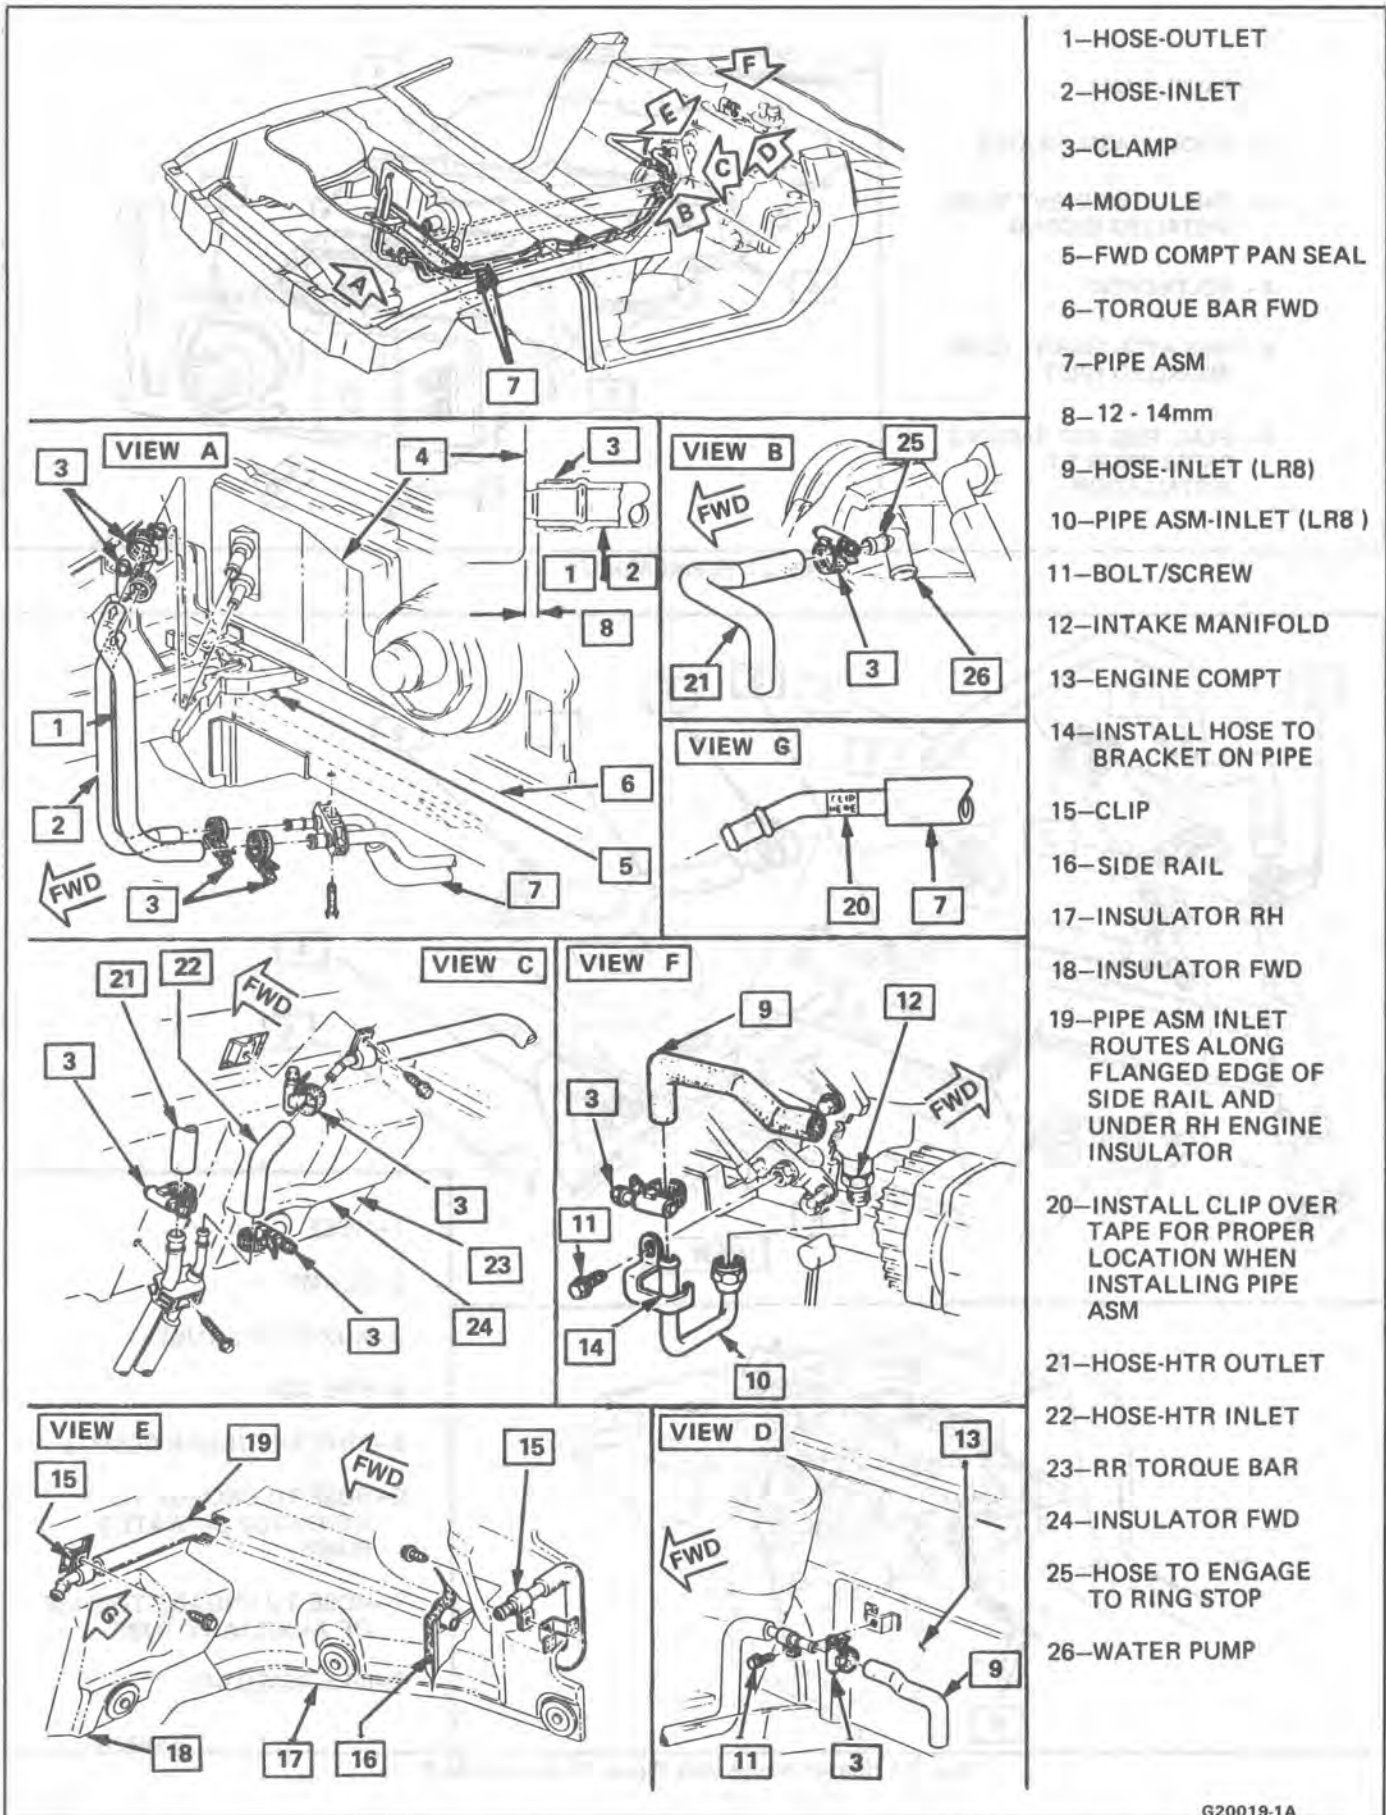 F
E
C
D
B
A
7
VIEW A
3
4
3
1 2
8
1
2
6
5
FWD
3
7
VIEW B
25
FWD
21
3
26
VIEW G
CLIP
HERE
20
7
VIEW C
21
22
FWD
3
3
23
24
3
VIEW F
9
12
3
FWD
11
14
10
VIEW E
19
15
FWD
15
G
18
17
16
VIEW D
13
FWD
9
11
3
1–HOSE-OUTLET
2–HOSE-INLET
3–CLAMP
4–MODULE
5–FWD COMPT PAN SEAL
6–TORQUE BAR FWD
7–PIPE ASM
8–12 - 14mm
9–HOSE-INLET (LR8)
10–PIPE ASM-INLET (LR8 )
11–BOLT/SCREW
12–INTAKE MANIFOLD
13–ENGINE COMPT
14–INSTALL HOSE TO
BRACKET ON PIPE
15–CLIP
16–SIDE RAIL
17–INSULATOR RH
18–INSULATOR FWD
19–PIPE ASM INLET
ROUTES ALONG
FLANGED EDGE OF
SIDE RAIL AND
UNDER RH ENGINE
INSULATOR
20–INSTALL CLIP OVER
TAPE FOR PROPER
LOCATION WHEN
INSTALLING PIPE
ASM
21–HOSE-HTR OUTLET
22–HOSE-HTR INLET
23–RR TORQUE BAR
24–INSULATOR FWD
25–HOSE TO ENGAGE
TO RING STOP
26–WATER PUMP
G20019-1A